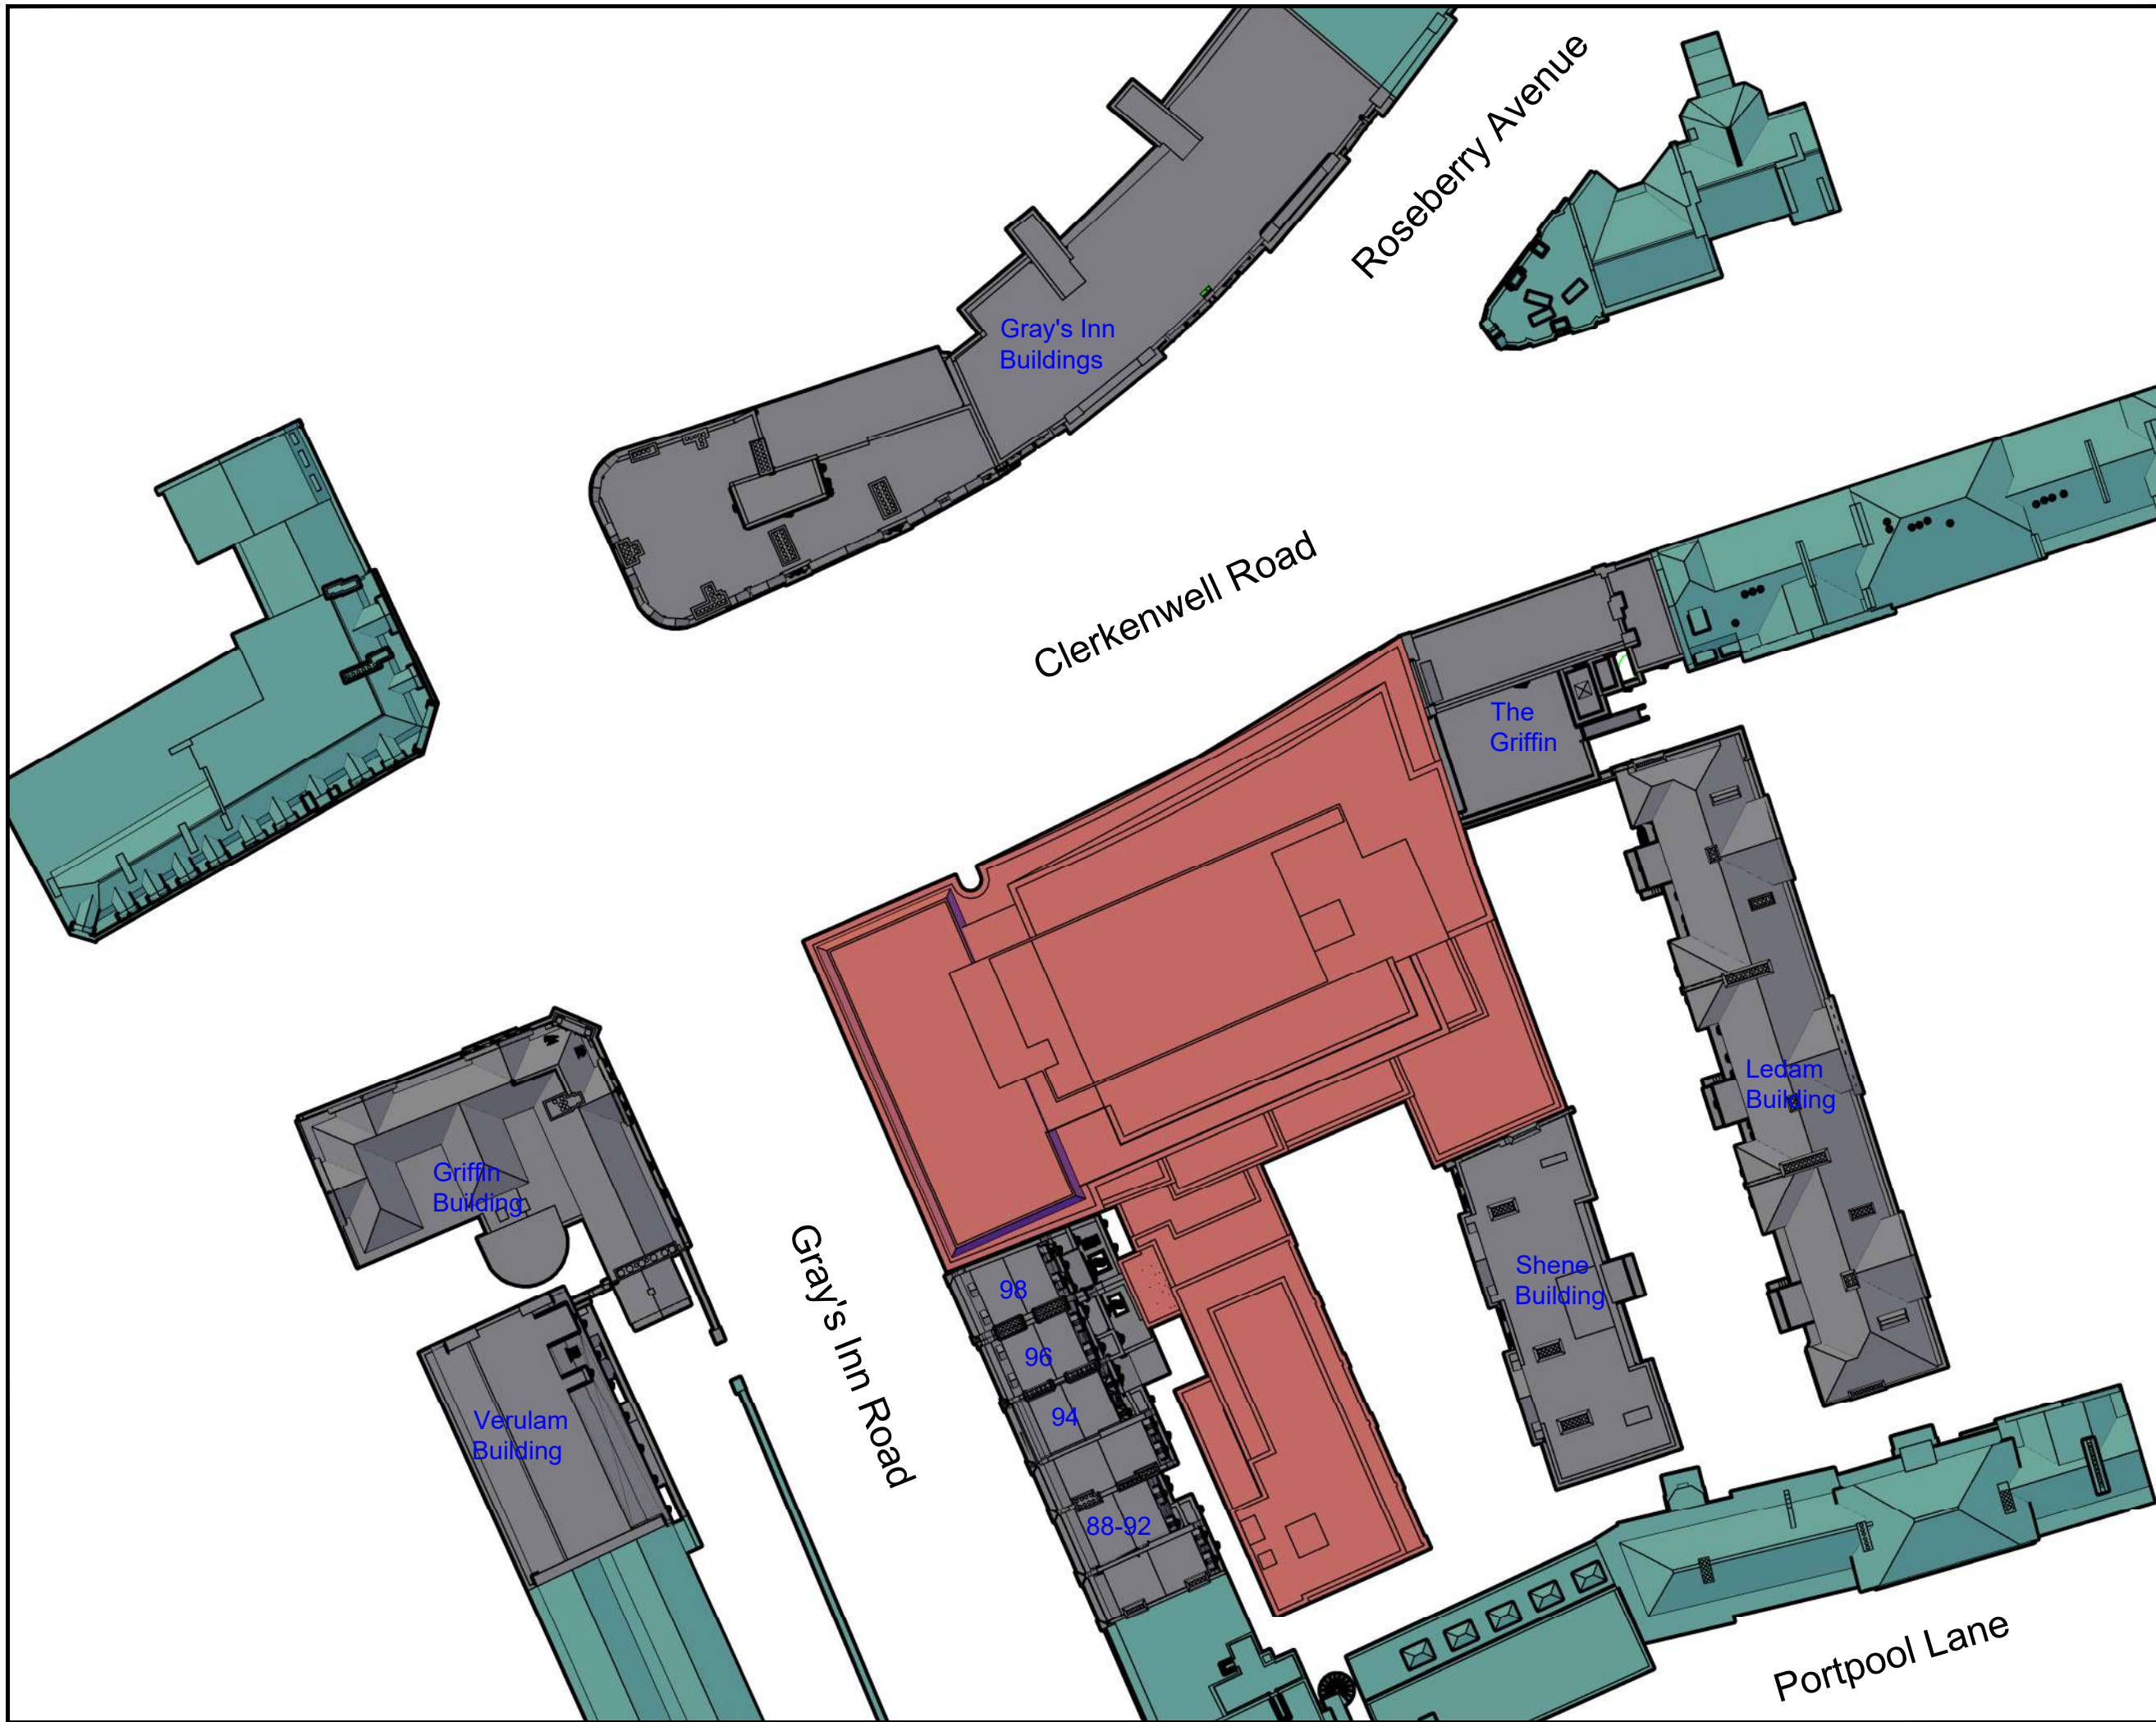 Roseberry Avenue
Gray's Inn
Buildings
Clerkenwell Road
The
Griffin
Ledam
Building
Griffin
Building
Gray's Inn Road
98
96
94
88-92
Shene
Building
Verulam
Building
Portpool Lane